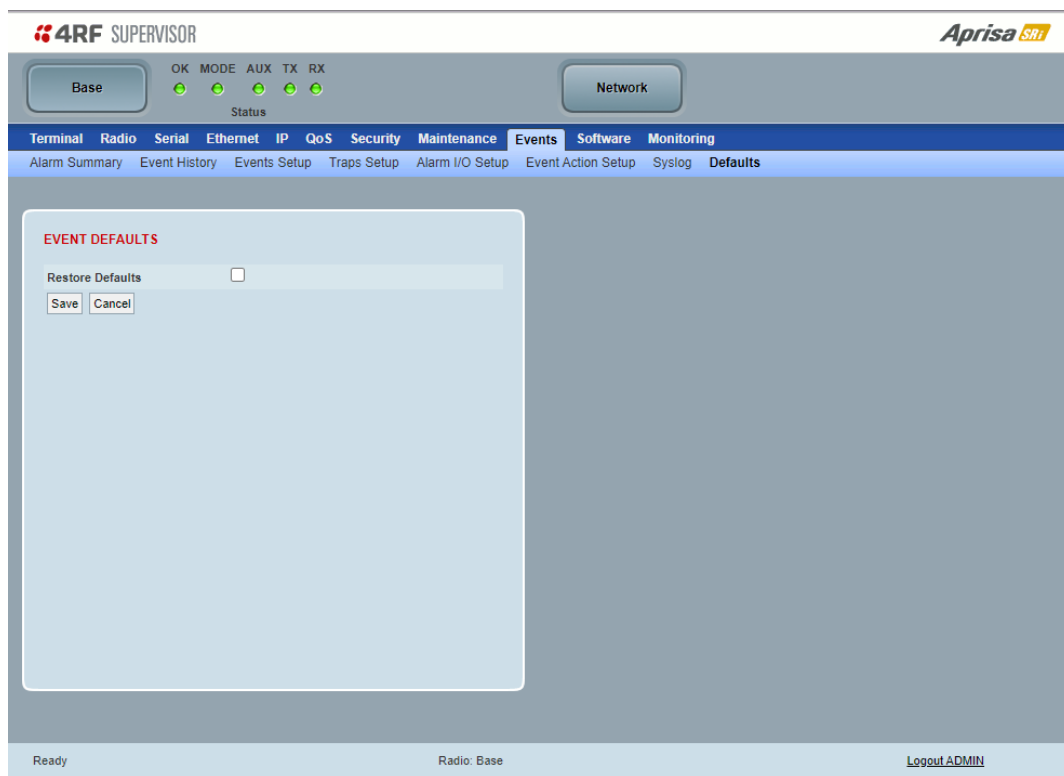 4RF SUPERVISOR
Aprisa SRi
OK MODE AUX TX RX
Base
Network
Status
Terminal Radio Serial Ethernet IP QoS Security Maintenance Events Software Monitoring
Alarm Summary Event History Events Setup Traps Setup Alarm I/O Setup Event Action Setup Syslog Defaults
EVENT DEFAULTS
Restore Defaults
Save Cancel
Ready Radio: Base Logout ADMIN